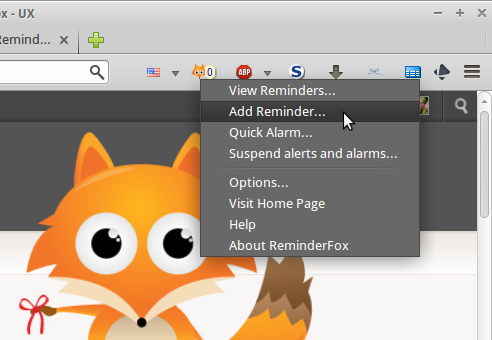 ox - UX
Remind...
0
ABP
S
View Reminders...
Add Reminder...
Quick Alarm...
Suspend alerts and alarms...
Options...
Visit Home Page
Help
About ReminderFox